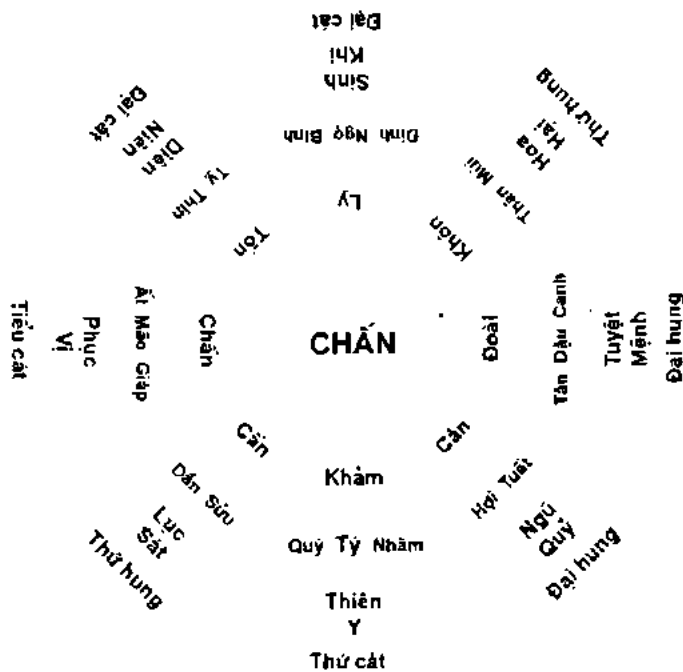 Đại cát
Khí
Sinh
Đinh Ngọ Bính
Ly
Thứ hung
Hại
Hoa
Thân Mùi
Khôn
Đại cát
Niên
Diên
Tỵ Thìn
Tốn
Tiểu cát
Phục
Vị
Ất Mão Giáp
Chấn
CHẤN
Đoài
Tân Dậu Canh
Tuyệt
Mệnh
Đại hung
Cấn
Dần Sửu
Lục
Sát
Thứ hung
Khảm
Quý Tý Nhâm
Thiên
Y
Thứ cát
Càn
Hợi Tuất
Ngũ
Quỷ
Đại hung